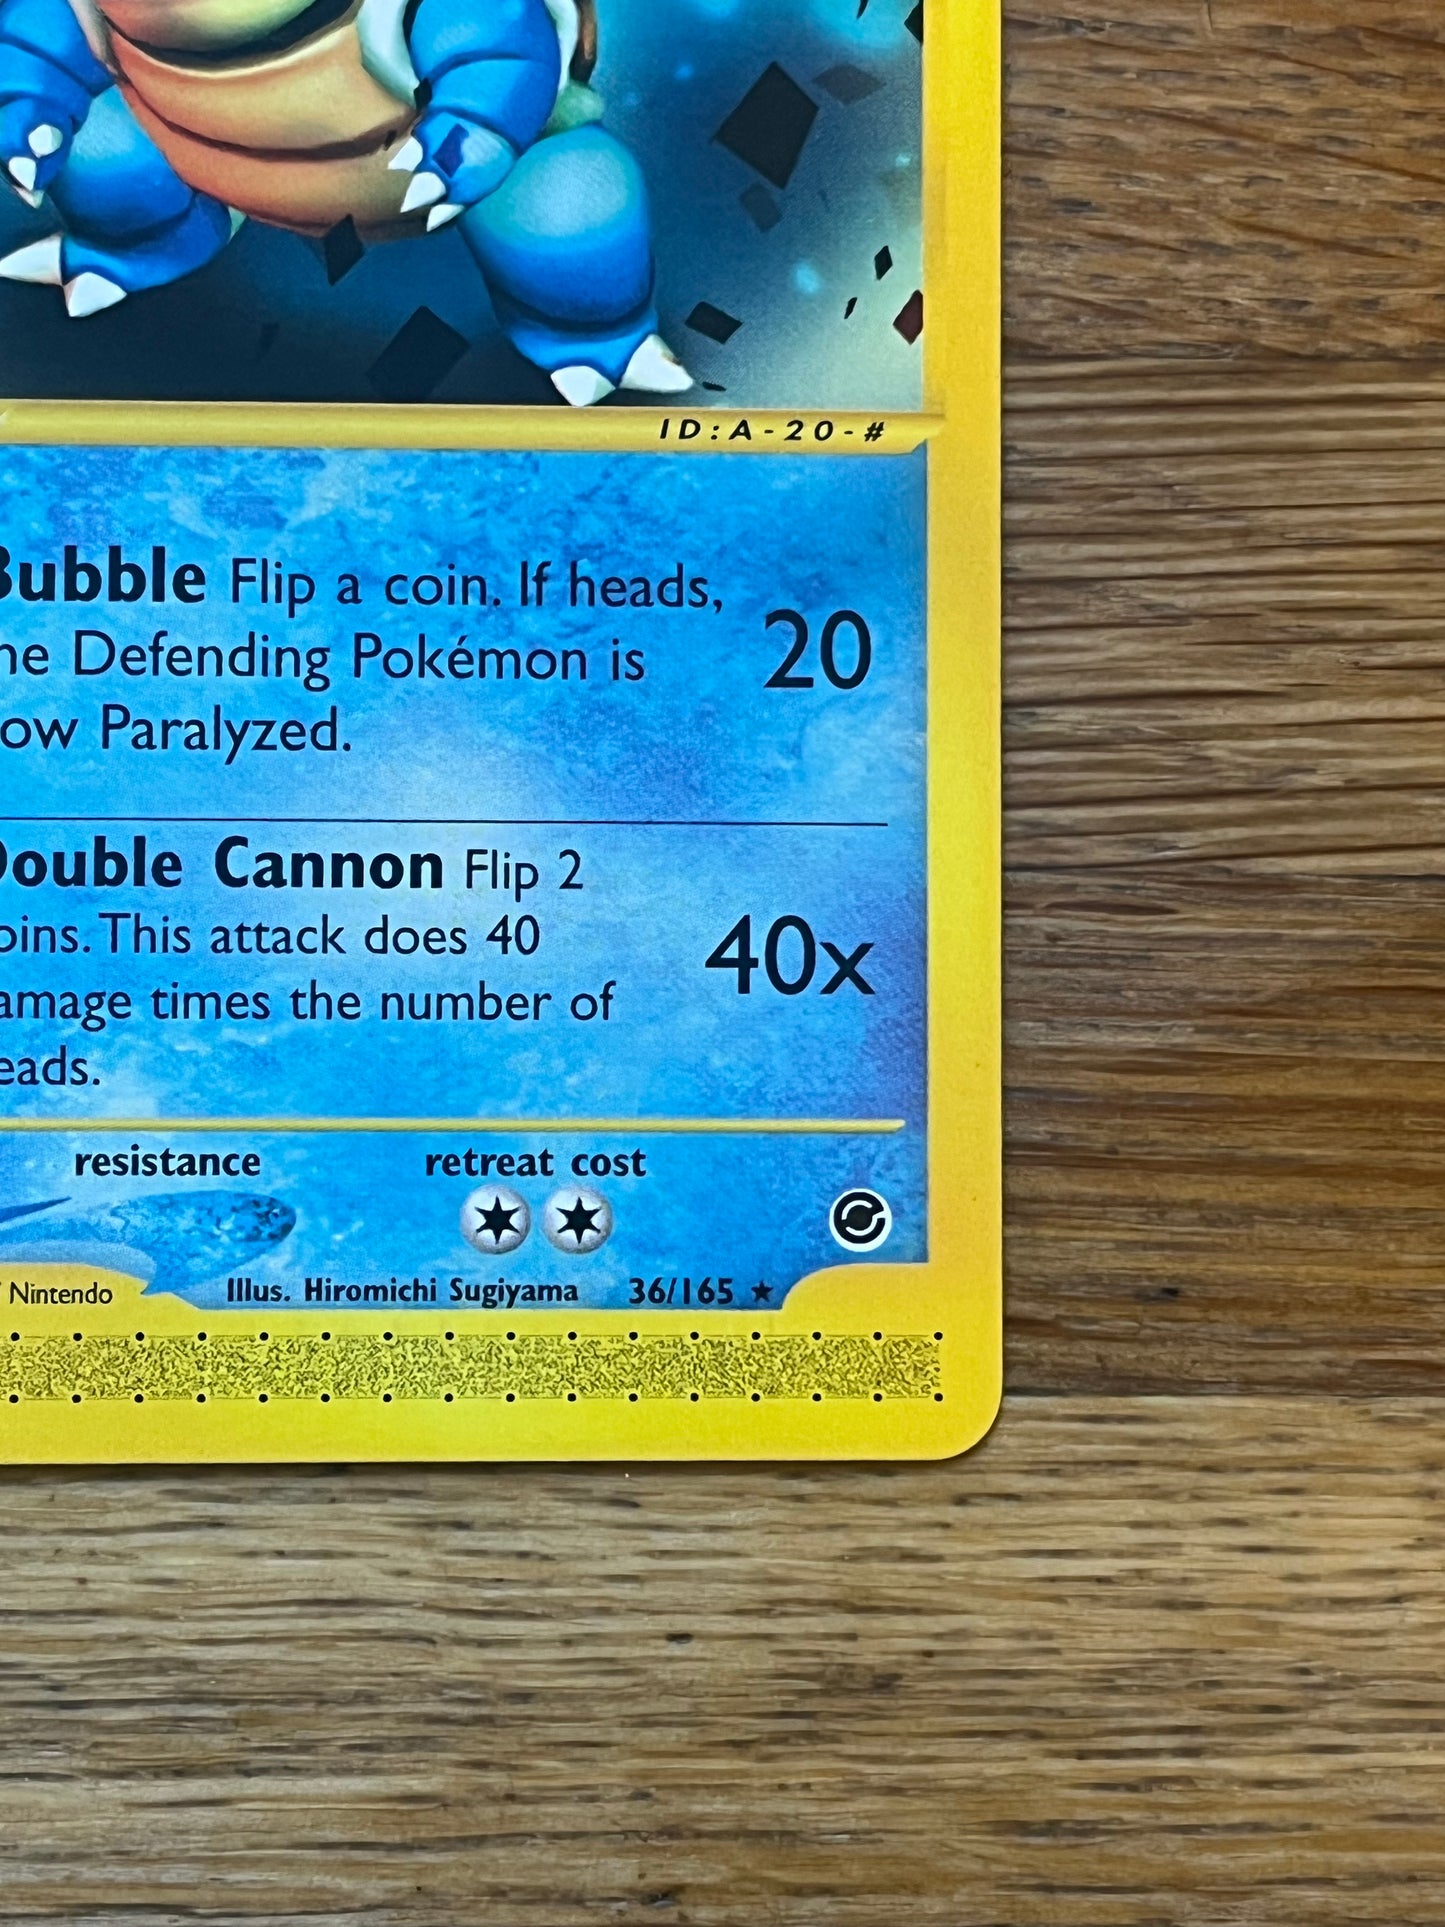 ID:A-20-#
Bubble Flip a coin. If heads,
he Defending Pokémon is
ow Paralyzed.
20
Double Cannon Flip 2
oins. This attack does 40
amage times the number of
eads.
40x
resistance retreat cost
Nintendo Illus. Hiromichi Sugiyama 36/165 ★